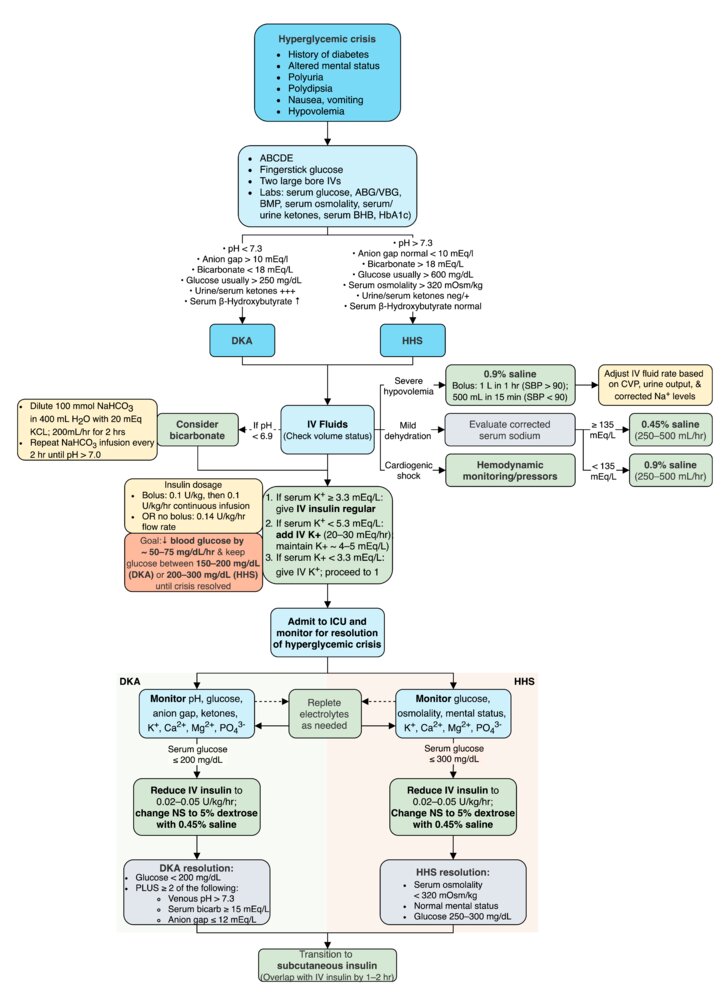 Hyperglycemic crisis
• History of diabetes
• Altered mental status
• Polyuria
• Polydipsia
• Nausea, vomiting
• Hypovolemia
• ABCDE
• Fingerstick glucose
• Two large bore IVs
• Labs: serum glucose, ABG/VBG,
BMP, serum osmolality, serum/
urine ketones, serum BHB, HbA1c)
• pH < 7.3
• Anion gap > 10 mEq/l
• Bicarbonate < 18 mEq/L
• Glucose usually > 250 mg/dL
• Urine/serum ketones +++
• Serum β-Hydroxybutyrate ↑
• pH > 7.3
• Anion gap normal < 10 mEq/l
• Bicarbonate > 18 mEq/L
• Glucose usually > 600 mg/dL
• Serum osmolality > 320 mOsm/kg
• Urine/serum ketones neg/+
• Serum β-Hydroxybutyrate normal
DKA
HHS
• Dilute 100 mmol NaHCO3
in 400 mL H2O with 20 mEq
KCL; 200mL/hr for 2 hrs
• Repeat NaHCO3 infusion every
2 hr until pH > 7.0
Consider
bicarbonate
If pH
< 6.9
IV Fluids
(Check volume status)
Severe
hypovolemia
0.9% saline
Bolus: 1 L in 1 hr (SBP > 90);
500 mL in 15 min (SBP < 90)
Adjust IV fluid rate based
on CVP, urine output, &
corrected Na+ levels
Mild
dehydration
Evaluate corrected
serum sodium
≥ 135
mEq/L
0.45% saline
(250–500 mL/hr)
< 135
mEq/L
0.9% saline
(250–500 mL/hr)
Cardiogenic
shock
Hemodynamic
monitoring/pressors
Insulin dosage
• Bolus: 0.1 U/kg, then 0.1
U/kg/hr continuous infusion
• OR no bolus: 0.14 U/kg/hr
flow rate
Goal:↓ blood glucose by
~ 50–75 mg/dL/hr & keep
glucose between 150–200 mg/dL
(DKA) or 200–300 mg/dL (HHS)
until crisis resolved
1. If serum K+ ≥ 3.3 mEq/L:
give IV insulin regular
2. If serum K+ < 5.3 mEq/L:
add IV K+ (20–30 mEq/hr);
maintain K+ ~ 4–5 mEq/L)
3. If serum K+ < 3.3 mEq/L:
give IV K+; proceed to 1
Admit to ICU and
monitor for resolution
of hyperglycemic crisis
DKA
HHS
Monitor pH, glucose,
anion gap, ketones,
K+, Ca2+, Mg2+, PO43-
Replete
electrolytes
as needed
Monitor glucose,
osmolality, mental status,
K+, Ca2+, Mg2+, PO43-
Serum glucose
≤ 200 mg/dL
Serum glucose
≤ 300 mg/dL
Reduce IV insulin to
0.02–0.05 U/kg/hr;
change NS to 5% dextrose
with 0.45% saline
Reduce IV insulin to
0.02–0.05 U/kg/hr;
Change NS to 5% dextrose
with 0.45% saline
DKA resolution:
• Glucose < 200 mg/dL
• PLUS ≥ 2 of the following:
○ Venous pH > 7.3
○ Serum bicarb ≥ 15 mEq/L
○ Anion gap ≤ 12 mEq/L
HHS resolution:
• Serum osmolality
< 320 mOsm/kg
• Normal mental status
• Glucose 250–300 mg/dL
Transition to
subcutaneous insulin
(Overlap with IV insulin by 1–2 hr)